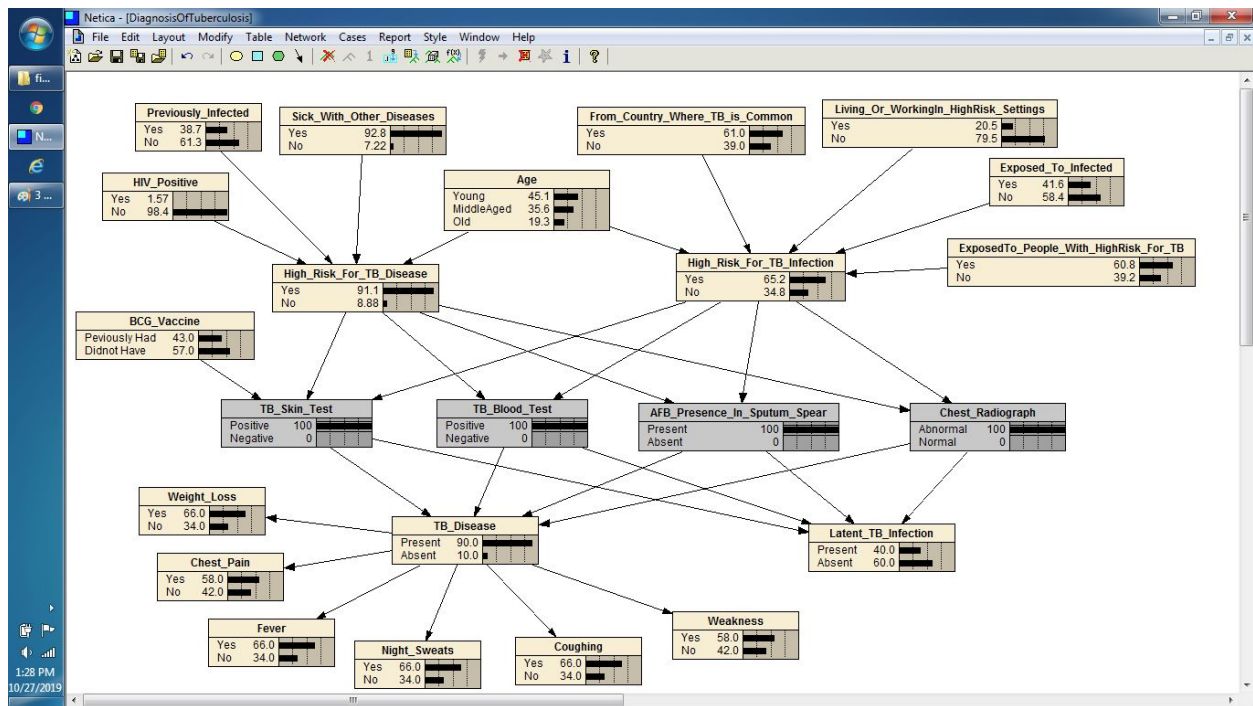 Netica - [DiagnosisOfTuberculosis]
File Edit Layout Modify Table Network Cases Report Style Window Help
fi...
N...
3 ...
1:28 PM
10/27/2019
Previously_Infected
Yes 38.7
No 61.3
Sick_With_Other_Diseases
Yes 92.8
No 7.22
From_Country_Where_TB_is_Common
Yes 61.0
No 39.0
Living_Or_WorkingIn_HighRisk_Settings
Yes 20.5
No 79.5
HIV_Positive
Yes 1.57
No 98.4
Age
Young 45.1
MiddleAged 35.6
Old 19.3
Exposed_To_Infected
Yes 41.6
No 58.4
High_Risk_For_TB_Disease
Yes 91.1
No 8.88
High_Risk_For_TB_Infection
Yes 65.2
No 34.8
ExposedTo_People_With_HighRisk_For_TB
Yes 60.8
No 39.2
BCG_Vaccine
Peviously Had 43.0
Didnot Have 57.0
TB_Skin_Test
Positive 100
Negative 0
TB_Blood_Test
Positive 100
Negative 0
AFB_Presence_In_Sputum_Spear
Present 100
Absent 0
Chest_Radiograph
Abnormal 100
Normal 0
Weight_Loss
Yes 66.0
No 34.0
TB_Disease
Present 90.0
Absent 10.0
Latent_TB_Infection
Present 40.0
Absent 60.0
Chest_Pain
Yes 58.0
No 42.0
Fever
Yes 66.0
No 34.0
Night_Sweats
Yes 66.0
No 34.0
Coughing
Yes 66.0
No 34.0
Weakness
Yes 58.0
No 42.0